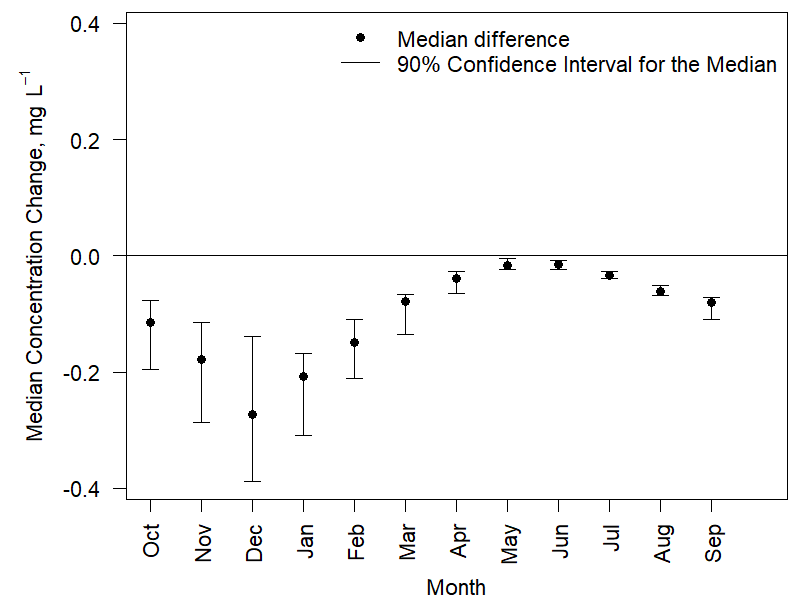 Median difference
90% Confidence Interval for the Median
Median Concentration Change, mg L⁻¹
0.4
0.2
0.0
-0.2
-0.4
Oct
Nov
Dec
Jan
Feb
Mar
Apr
May
Jun
Jul
Aug
Sep
Month